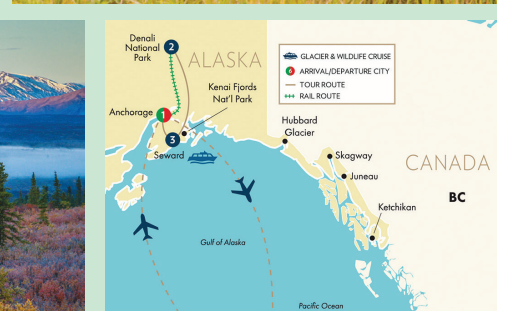 Denali
National
Park
2
ALASKA
GLACIER & WILDLIFE CRUISE
6 ARRIVAL/DEPARTURE CITY
TOUR ROUTE
RAIL ROUTE
Kenai Fjords
Nat'l Park
Anchorage
1
3
Seward
Hubbard
Glacier
Skagway
CANADA
Juneau
BC
Ketchikan
Gulf of Alaska
Pacific Ocean